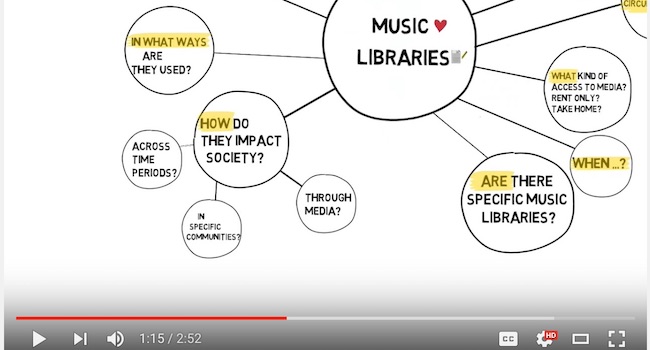 CIRCU
MUSIC
LIBRARIES
IN WHAT WAYS
ARE
THEY USED?
WHAT KIND OF
ACCESS TO MEDIA?
RENT ONLY?
TAKE HOME?
HOW DO
THEY IMPACT
SOCIETY?
ACROSS
TIME
PERIODS?
WHEN ...?
ARE THERE
SPECIFIC MUSIC
LIBRARIES?
THROUGH
MEDIA?
IN
SPECIFIC
COMMUNITIES?
1:15 / 2:52
CC
HD